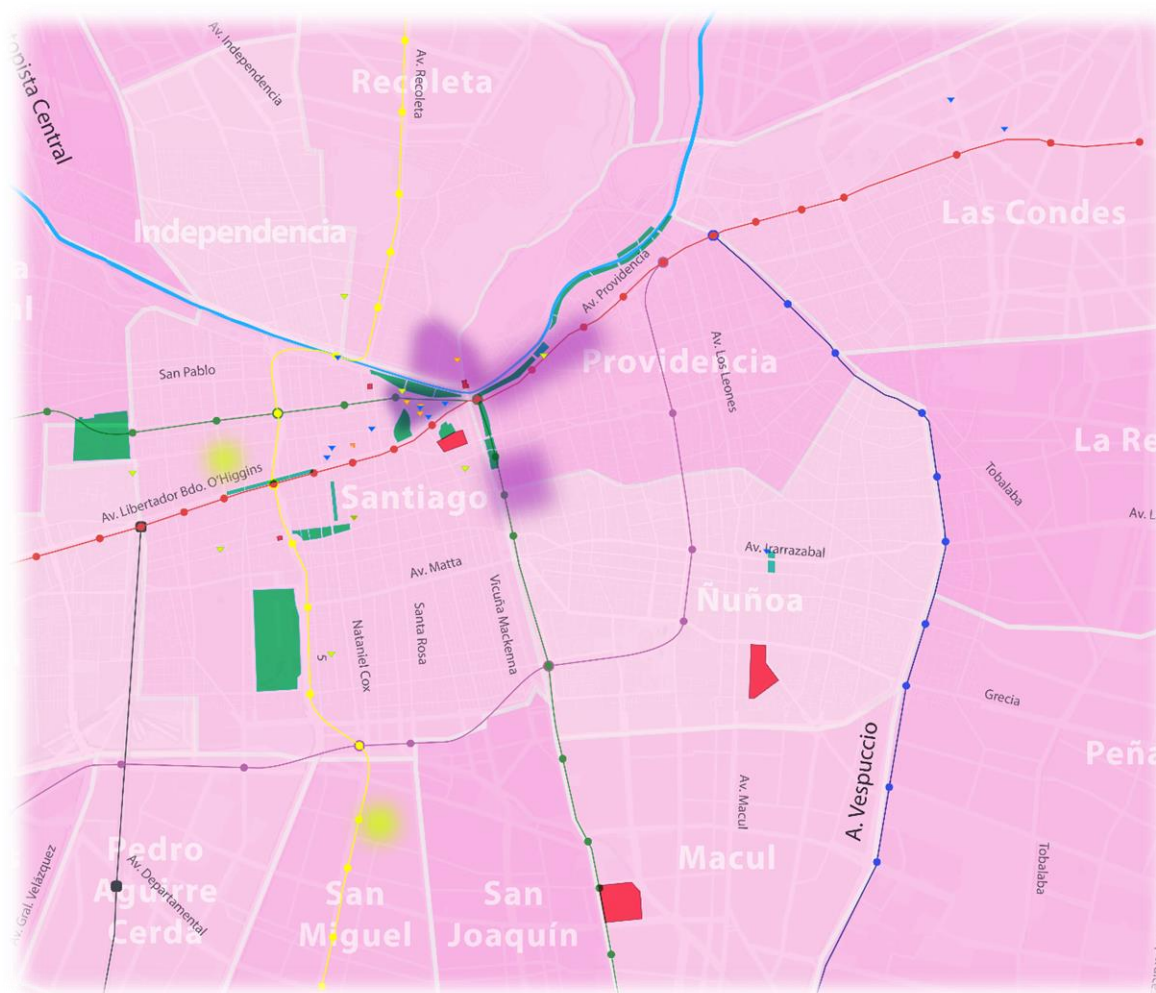 Av. Independencia
Av. Recoleta
Recoleta
Central
Las Condes
Independencia
Av. Providencia
Providencia
Av. Los Leones
San Pablo
La Re
Tobalaba
Av. Libertador Bdo. O'Higgins
Santiago
Av. L
Av. Irarrazabal
Av. Matta
Ñuñoa
Vicuña Mackenna
Santa Rosa
Nataniel Cox
5
Grecia
A. Vespuccio
Peña
Av. Macul
Macul
Tobalaba
Av. Gral. Velázquez
Pedro
Aguirre
Cerda
Av. Departamental
San
Miguel
San
Joaquín